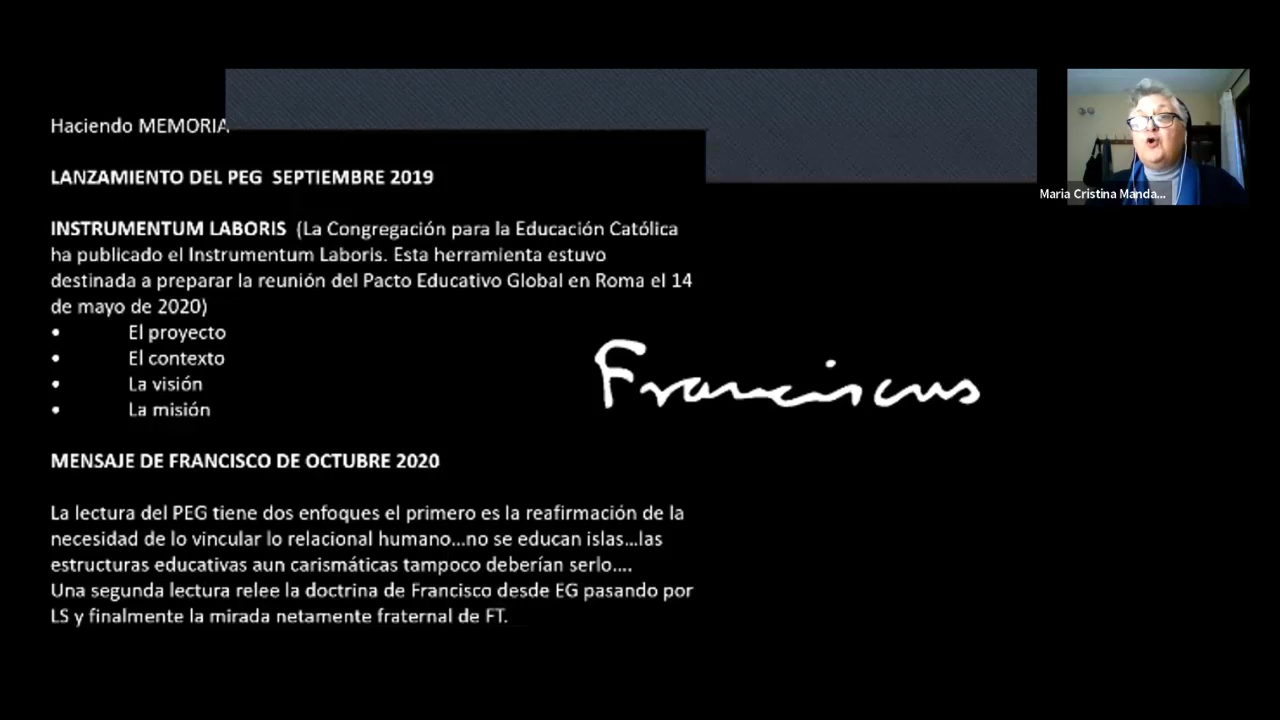 Haciendo MEMORIA
LANZAMIENTO DEL PEG SEPTIEMBRE 2019
INSTRUMENTUM LABORIS (La Congregación para la Educación Católica
ha publicado el Instrumentum Laboris. Esta herramienta estuvo
destinada a preparar la reunión del Pacto Educativo Global en Roma el 14
de mayo de 2020)
• El proyecto
• El contexto
• La visión
• La misión
MENSAJE DE FRANCISCO DE OCTUBRE 2020
La lectura del PEG tiene dos enfoques el primero es la reafirmación de la
necesidad de lo vincular lo relacional humano...no se educan islas...las
estructuras educativas aun carismáticas tampoco deberían serlo....
Una segunda lectura relee la doctrina de Francisco desde EG pasando por
LS y finalmente la mirada netamente fraternal de FT.
Franciscus
Maria Cristina Manda...